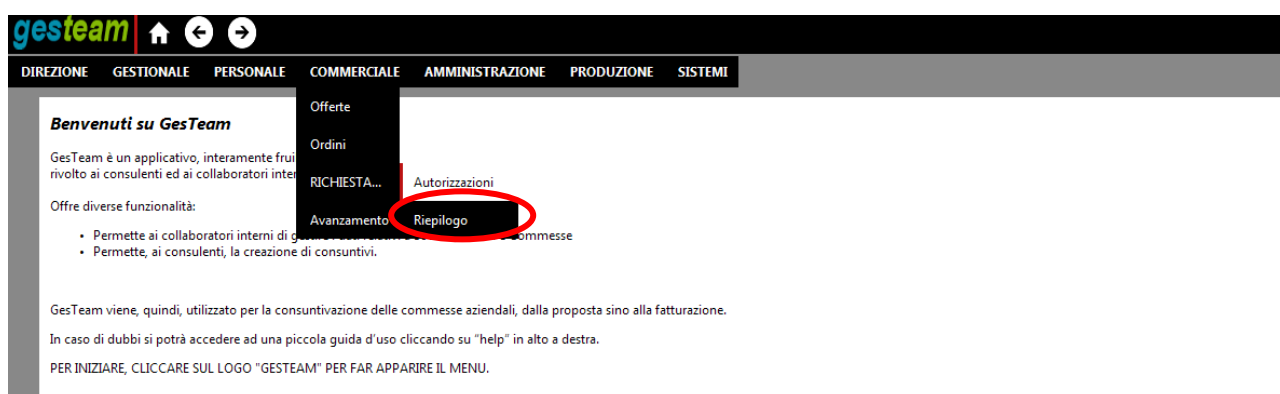 gesteam
DIREZIONE GESTIONALE PERSONALE COMMERCIALE AMMINISTRAZIONE PRODUZIONE SISTEMI
Offerte
Ordini
RICHIESTA...
Avanzamento
Autorizzazioni
Riepilogo
Benvenuti su GesTeam
GesTeam è un applicativo, interamente frui
rivolto ai consulenti ed ai collaboratori inter
Offre diverse funzionalità:
• Permette ai collaboratori interni di commesse
• Permette, ai consulenti, la creazione di consuntivi.
GesTeam viene, quindi, utilizzato per la consuntivazione delle commesse aziendali, dalla proposta sino alla fatturazione.
In caso di dubbi si potrà accedere ad una piccola guida d'uso cliccando su "help" in alto a destra.
PER INIZIARE, CLICCARE SUL LOGO "GESTEAM" PER FAR APPARIRE IL MENU.